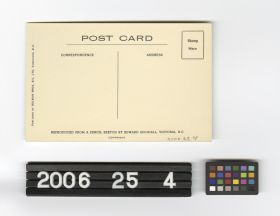 POST CARD
CORRESPONDENCE
ADDRESS
Stamp
Here
REPRODUCED FROM A PENCIL SKETCH BY EDWARD GOODALL, VICTORIA, B.C.
COPYRIGHT
2006 25 4